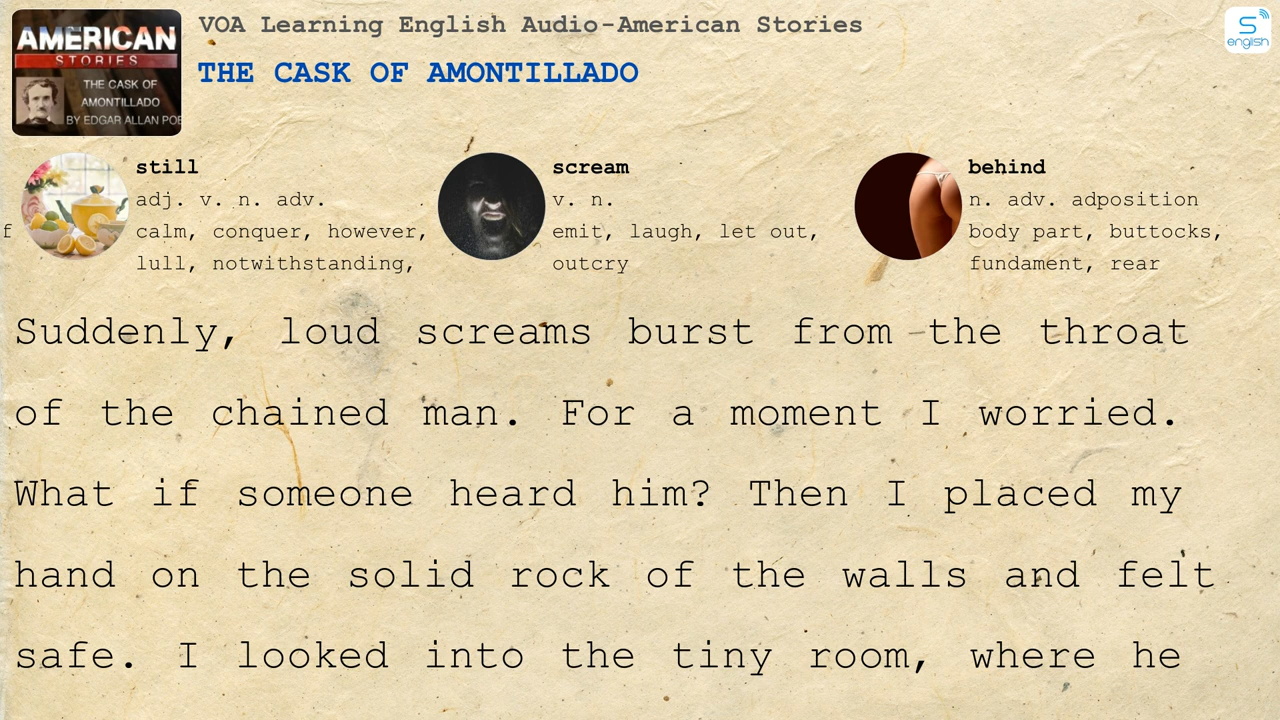 VOA Learning English Audio-American Stories
THE CASK OF AMONTILLADO
AMERICAN
STORIES
THE CASK OF
AMONTILLADO
BY EDGAR ALLAN POE
S
english
f
still
adj. v. n. adv.
calm, conquer, however,
lull, notwithstanding,
scream
v. n.
emit, laugh, let out,
outcry
behind
n. adv. adposition
body part, buttocks,
fundament, rear
Suddenly, loud screams burst from the throat
of the chained man. For a moment I worried.
What if someone heard him? Then I placed my
hand on the solid rock of the walls and felt
safe. I looked into the tiny room, where he